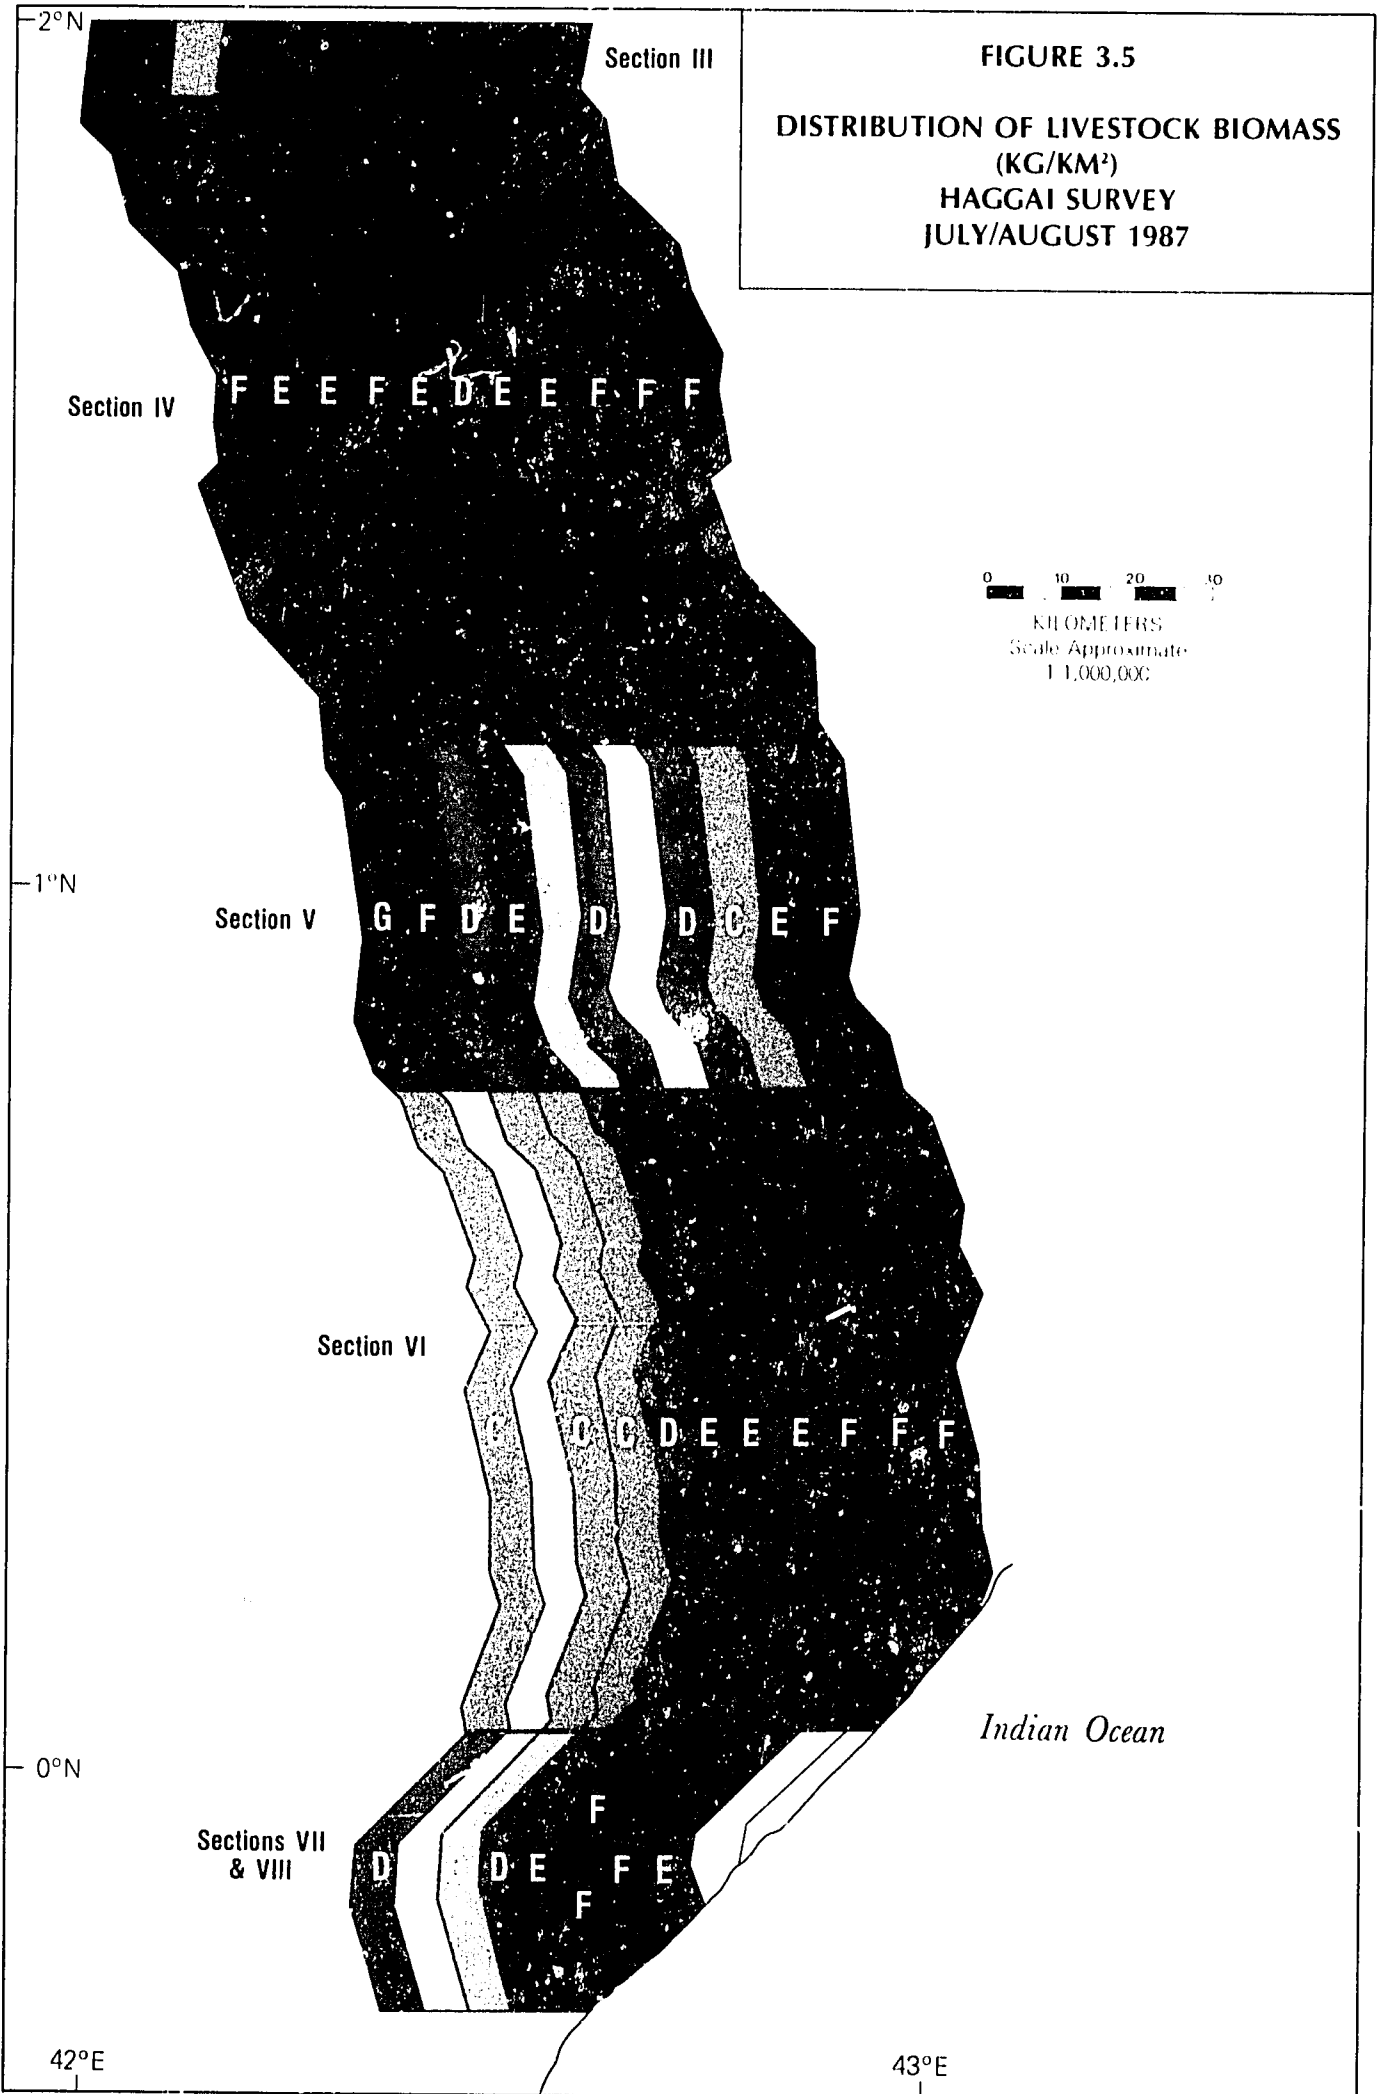 2°N
Section III
FIGURE 3.5
DISTRIBUTION OF LIVESTOCK BIOMASS
(KG/KM²)
HAGGAI SURVEY
JULY/AUGUST 1987
Section IV
F E E F E D E E F F F
0 10 20
KILOMETERS
Scale Approximate
1 1,000,000
1°N
Section V
G F D E D D C E F
Section VI
C C C D E E E F F F
Indian Ocean
0°N
Sections VII
& VIII
F
D D E F E
F
42°E
43°E